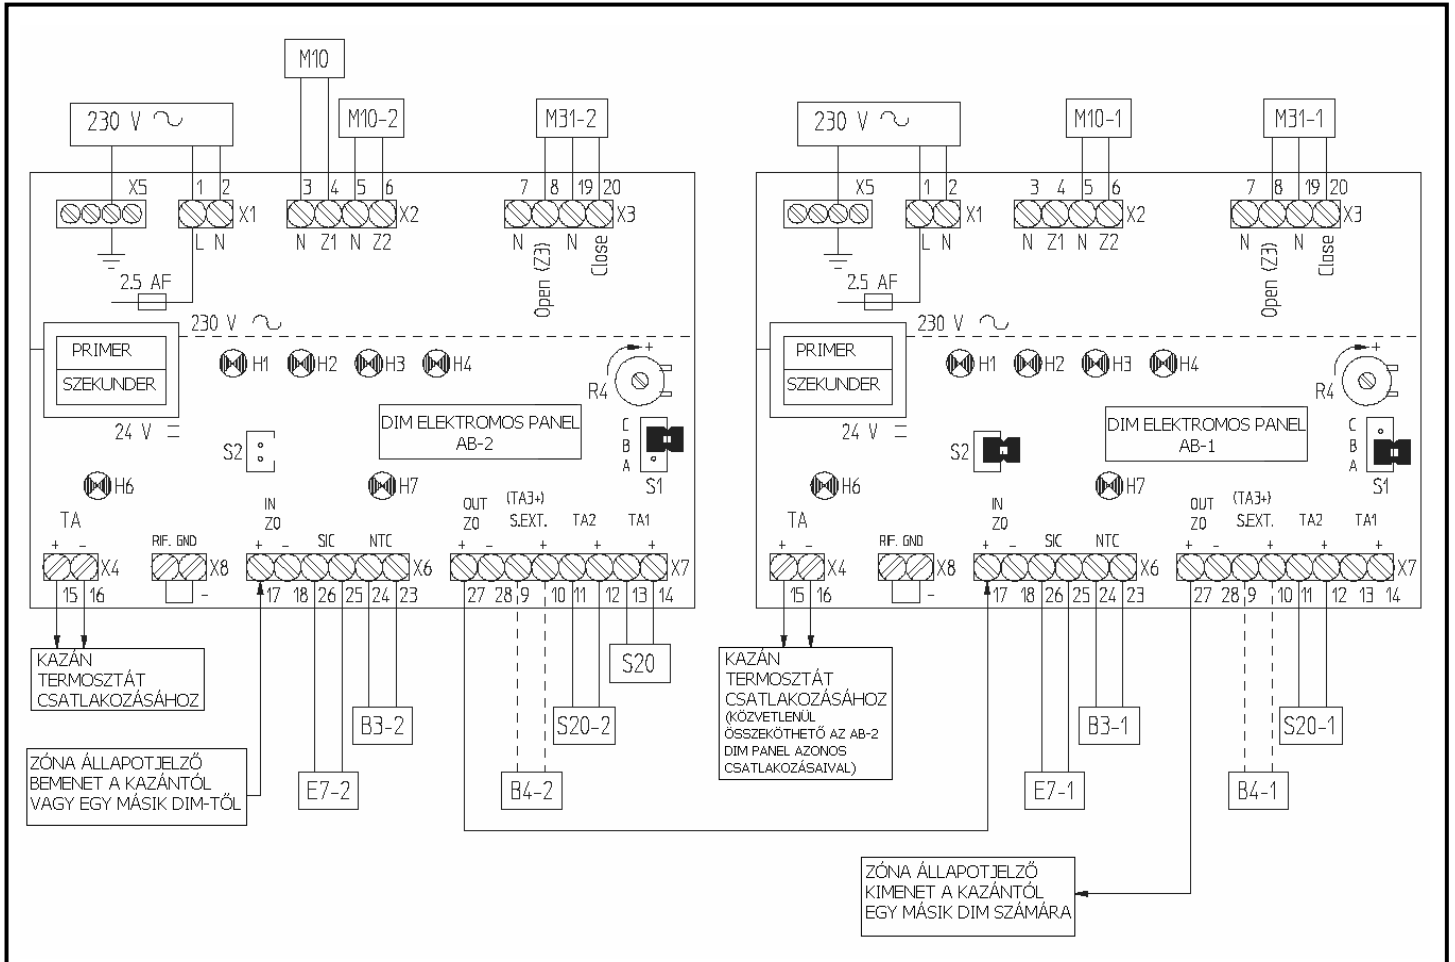 M10
230 V
M10-2
M31-2
X5 1 2 3 4 5 6 7 8 19 20
X1 X2 X3
L N N Z1 N Z2 N Open (Z3) N Close
2.5 AF
230 V
PRIMER
SZEKUNDER
H1 H2 H3 H4
R4 +
24 V
S2
DIM ELEKTROMOS PANEL
AB-2
C
B
A
S1
H6 H7
TA
IN
Z0
OUT
Z0
(TA3+)
S.EXT.
TA2 TA1
RIF. GND
SIC NTC
+ - + - + - + + +
X4 X8 X6 X7
15 16 - 17 18 26 25 24 23 27 28 9 10 11 12 13 14
KAZÁN
TERMOSZTÁT
CSATLAKOZÁSÁHOZ
S20
B3-2
S20-2
ZÓNA ÁLLAPOTJELZŐ
BEMENET A KAZÁNTÓL
VAGY EGY MÁSIK DIM-TŐL
E7-2
B4-2
230 V
M10-1
M31-1
X5 1 2 3 4 5 6 7 8 19 20
X1 X2 X3
L N N Z1 N Z2 N Open (Z3) N Close
2.5 AF
230 V
PRIMER
SZEKUNDER
H1 H2 H3 H4
R4 +
24 V
S2
DIM ELEKTROMOS PANEL
AB-1
C
B
A
S1
H6 H7
TA
IN
Z0
OUT
Z0
(TA3+)
S.EXT.
TA2 TA1
RIF. GND
SIC NTC
+ - + - + - + + +
X4 X8 X6 X7
15 16 - 17 18 26 25 24 23 27 28 9 10 11 12 13 14
KAZÁN
TERMOSZTÁT
CSATLAKOZÁSÁHOZ
(KÖZVETLENÜL
ÖSSZEKÖTHETŐ AZ AB-2
DIM PANEL AZONOS
CSATLAKOZÁSAIVAL)
B3-1
S20-1
E7-1
B4-1
ZÓNA ÁLLAPOTJELZŐ
KIMENET A KAZÁNTÓL
EGY MÁSIK DIM SZÁMÁRA